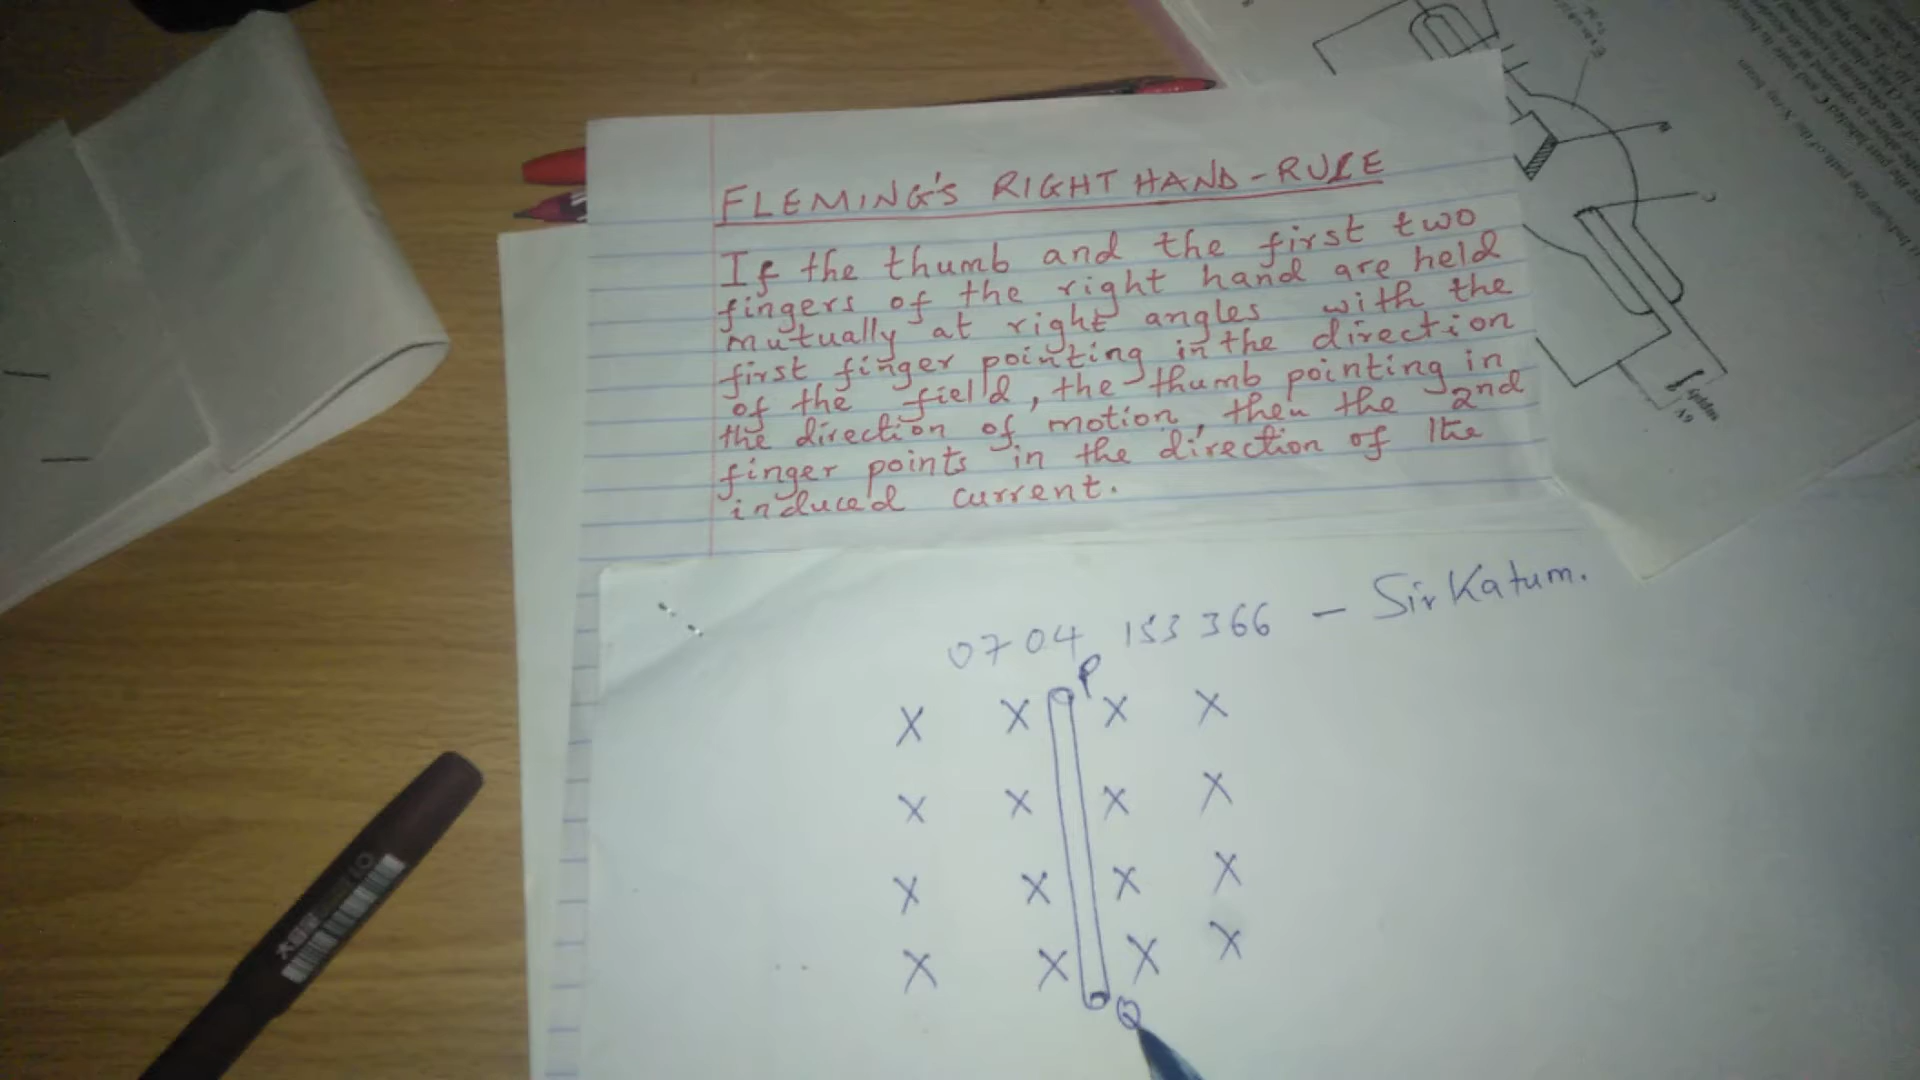 FLEMING'S RIGHT HAND-RULE
If the thumb and the first two
fingers of the right hand are held
mutually at right angles with the
first finger pointing in the direction
of the field, the thumb pointing in
the direction of motion, then the 2nd
finger points in the direction of the
induced current.
0704 153 366 - Sir Katum.
P
X X X X
X X X X
X X X X
X X X X
Q